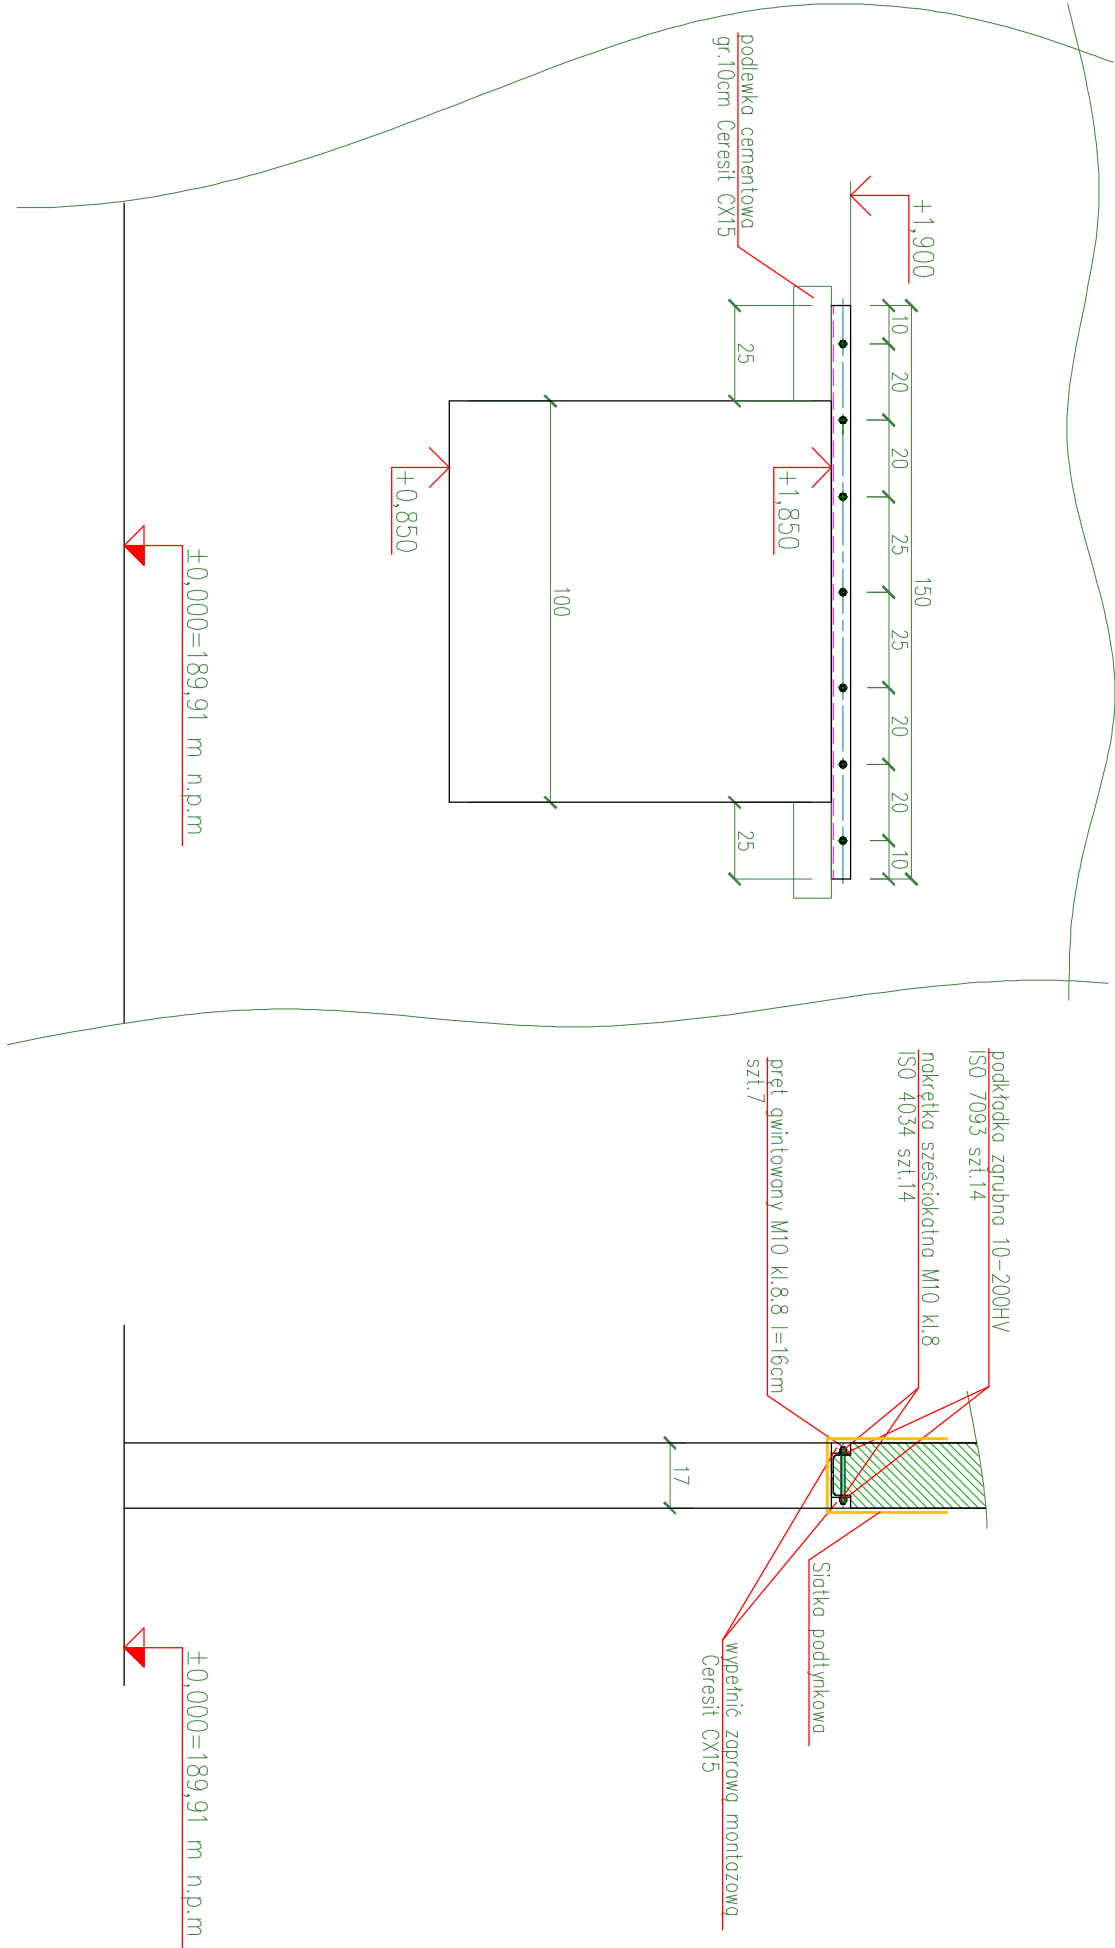 podlewka cementowa
gr.10cm Ceresit CX15
+1,900
150
10
20
20
25
25
20
20
10
25
25
+1,850
+0,850
100
±0,000=189,91 m n.p.m
podkładka zgrubna 10-200HV
ISO 7093 szt.14
nakrętka sześciokatna M10 kl.8
ISO 4034 szt.14
pręt gwintowany M10 kl.8.8 l=16cm
szt.7
17
Siatka podtynkowa
wypełnić zaprawą montażową
Ceresit CX15
±0,000=189,91 m n.p.m